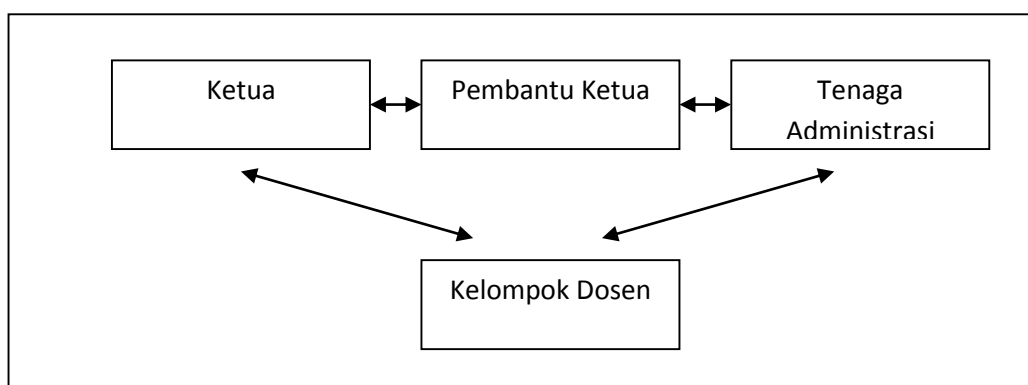 Ketua
Pembantu Ketua
Tenaga
Administrasi
Kelompok Dosen